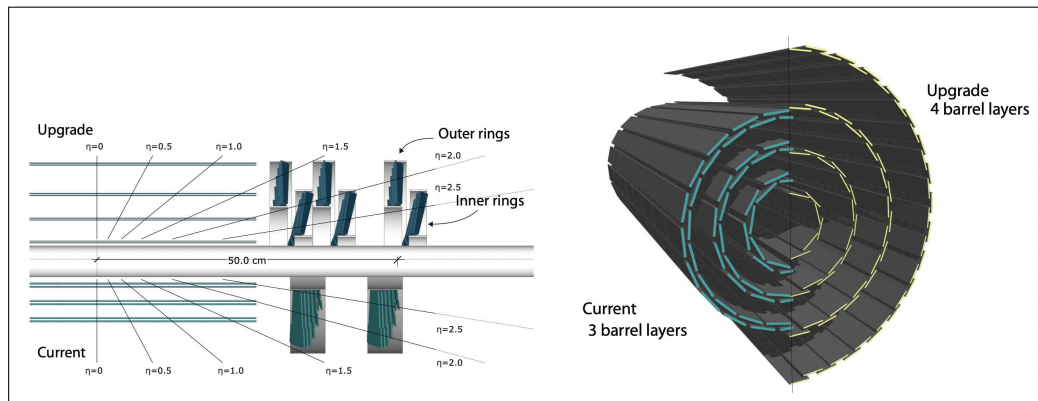 Upgrade
η=0
η=0.5
η=1.0
η=1.5
Outer rings
η=2.0
η=2.5
Inner rings
50.0 cm
Current
η=0
η=0.5
η=1.0
η=1.5
η=2.5
η=2.0
Upgrade
4 barrel layers
Current
3 barrel layers